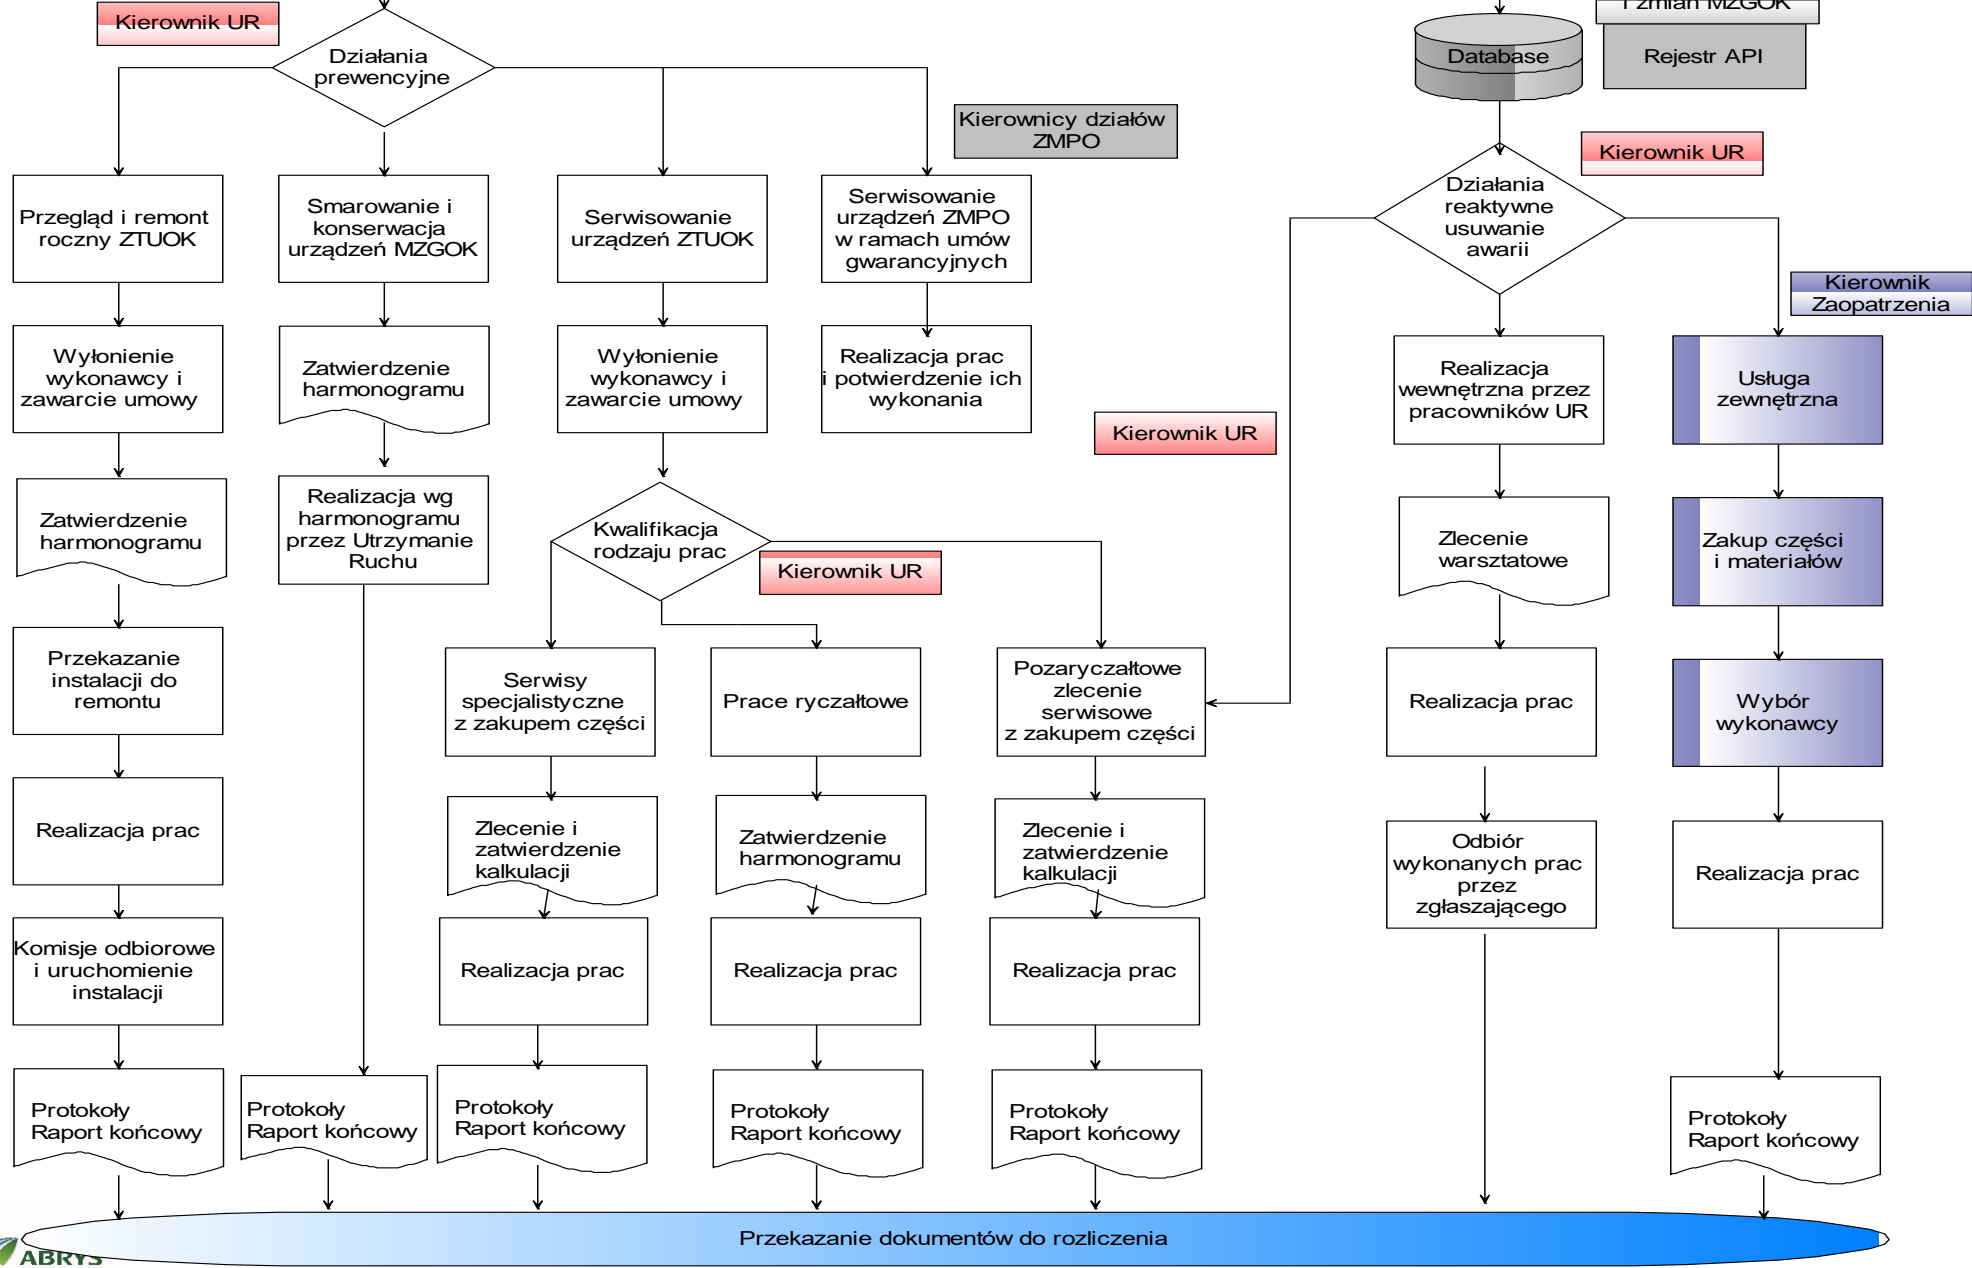 Kierownik UR
i zmian MZGOK
Działania
prewencyjne
Database
Rejestr API
Kierownicy działów
ZMPO
Kierownik UR
Przegląd i remont
roczny ZTUOK
Smarowanie i
konserwacja
urządzeń MZGOK
Serwisowanie
urządzeń ZTUOK
Serwisowanie
urządzeń ZMPO
w ramach umów
gwarancyjnych
Działania
reaktywne
usuwanie
awarii
Kierownik
Zaopatrzenia
Wyłonienie
wykonawcy i
zawarcie umowy
Zatwierdzenie
harmonogramu
Wyłonienie
wykonawcy i
zawarcie umowy
Realizacja prac
i potwierdzenie ich
wykonania
Realizacja
wewnętrzna przez
pracowników UR
Usługa
zewnętrzna
Kierownik UR
Zatwierdzenie
harmonogramu
Realizacja wg
harmonogramu
przez Utrzymanie
Ruchu
Kwalifikacja
rodzaju prac
Kierownik UR
Zlecenie
warsztatowe
Zakup części
i materiałów
Przekazanie
instalacji do
remontu
Serwisy
specjalistyczne
z zakupem części
Prace ryczałtowe
Pozaryczałtowe
zlecenie
serwisowe
z zakupem części
Realizacja prac
Wybór
wykonawcy
Realizacja prac
Zlecenie i
zatwierdzenie
kalkulacji
Zatwierdzenie
harmonogramu
Zlecenie i
zatwierdzenie
kalkulacji
Odbiór
wykonanych prac
przez
zgłaszającego
Realizacja prac
Komisje odbiorowe
i uruchomienie
instalacji
Realizacja prac
Realizacja prac
Realizacja prac
Protokoły
Raport końcowy
Protokoły
Raport końcowy
Protokoły
Raport końcowy
Protokoły
Raport końcowy
Protokoły
Raport końcowy
Protokoły
Raport końcowy
Przekazanie dokumentów do rozliczenia
ABRYS